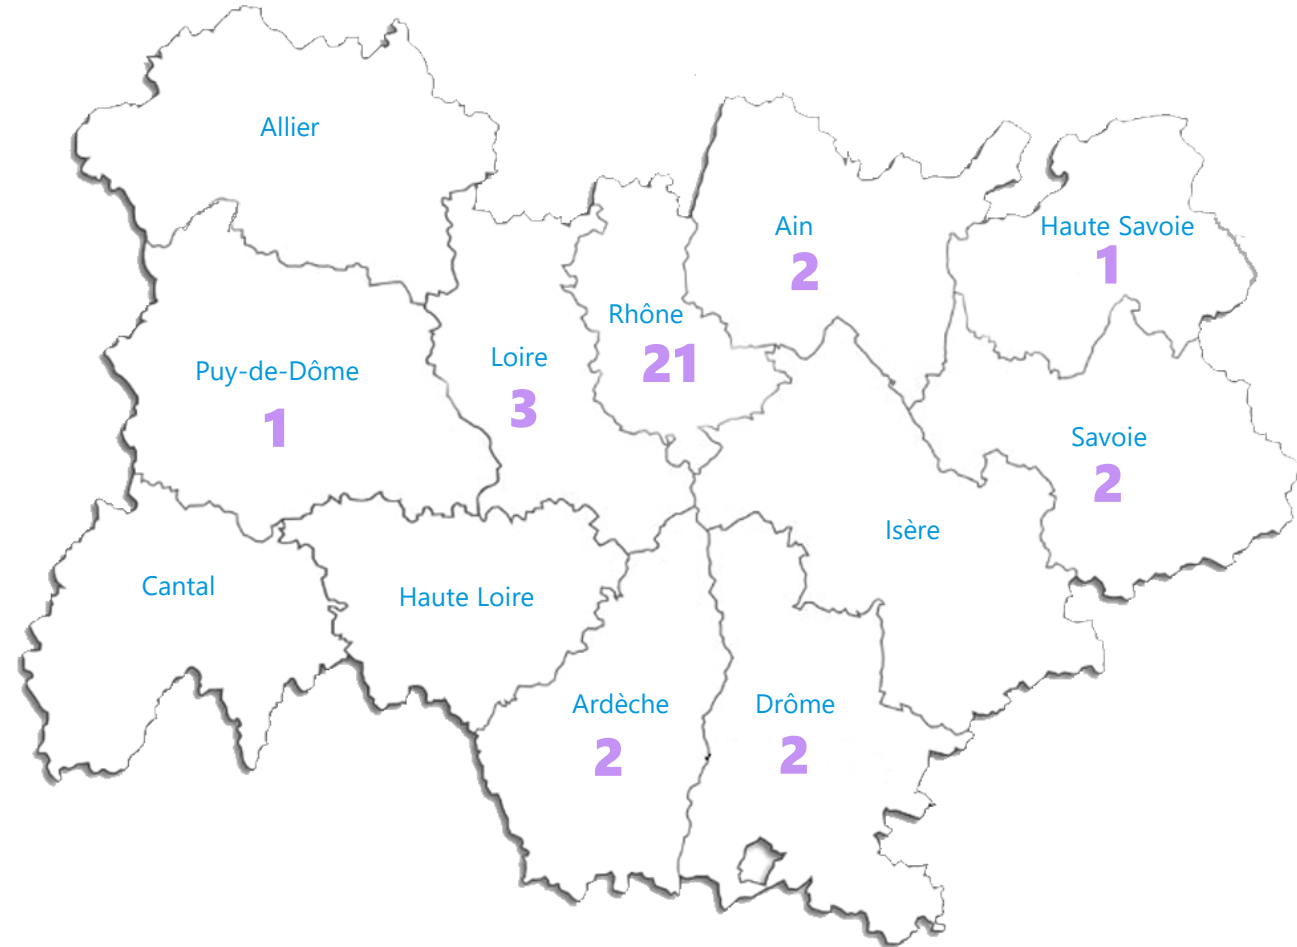 Allier
Ain
2
Haute Savoie
1
Rhône
21
Loire
3
Puy-de-Dôme
1
Savoie
2
Isère
Cantal
Haute Loire
Ardèche
2
Drôme
2